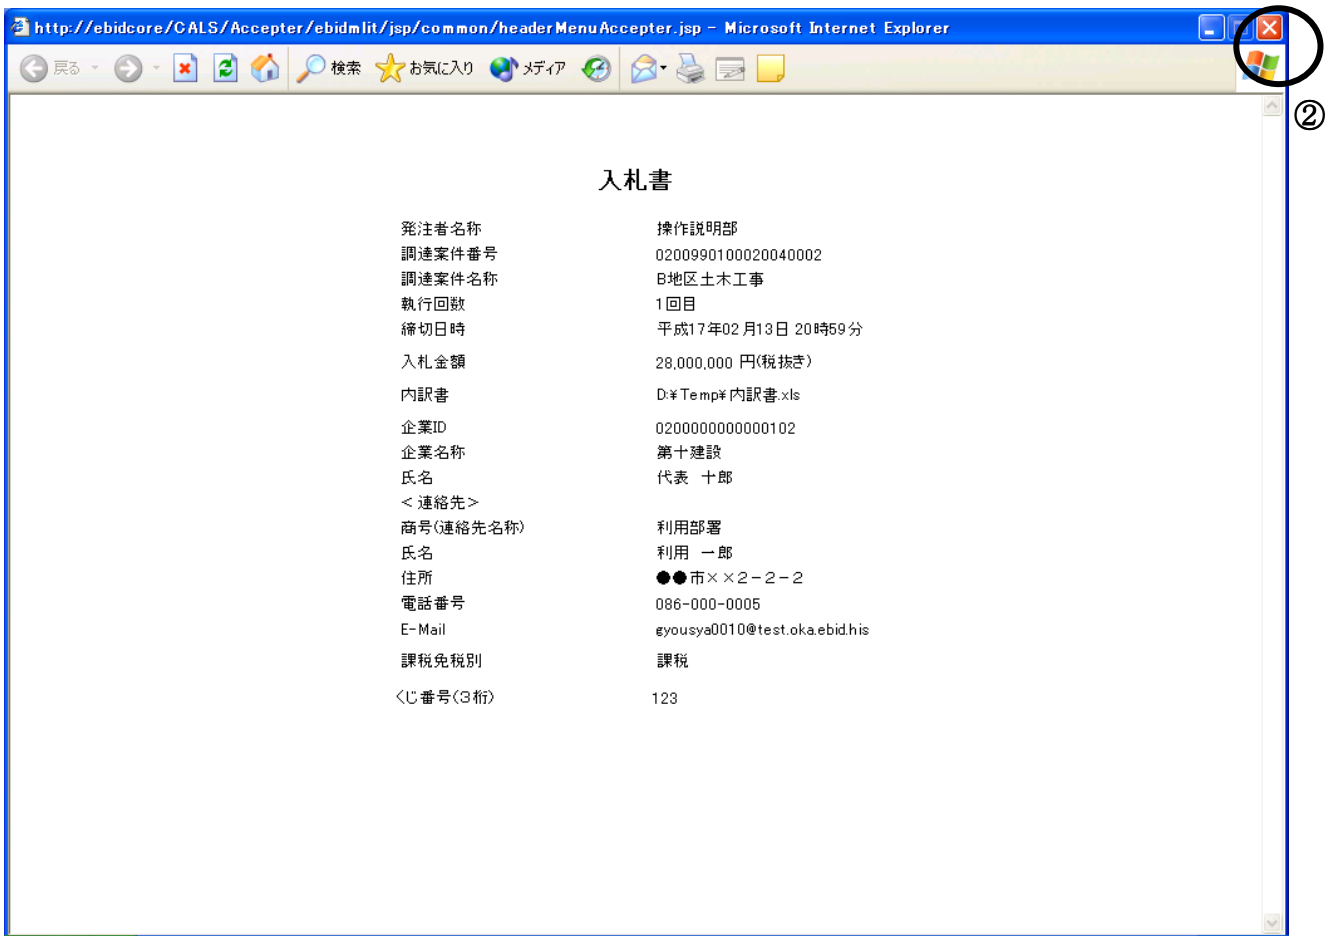 http://ebidcore/CALS/Accepter/ebidmlit/jsp/common/headerMenuAccepter.jsp - Microsoft Internet Explorer
戻る 検索 お気に入り メディア
②
入札書
発注者名称 操作説明部
調達案件番号 0200990100020040002
調達案件名称 B地区土木工事
執行回数 1回目
締切日時 平成17年02月13日 20時59分
入札金額 28,000,000 円(税抜き)
内訳書 D:¥Temp¥内訳書.xls
企業ID 0200000000000102
企業名称 第十建設
氏名 代表 十郎
＜連絡先＞
商号(連絡先名称) 利用部署
氏名 利用 一郎
住所 ●●市××２－２－２
電話番号 086-000-0005
E-Mail gyousya0010@test.oka.ebid.his
課税免税別 課税
くじ番号(３桁) 123